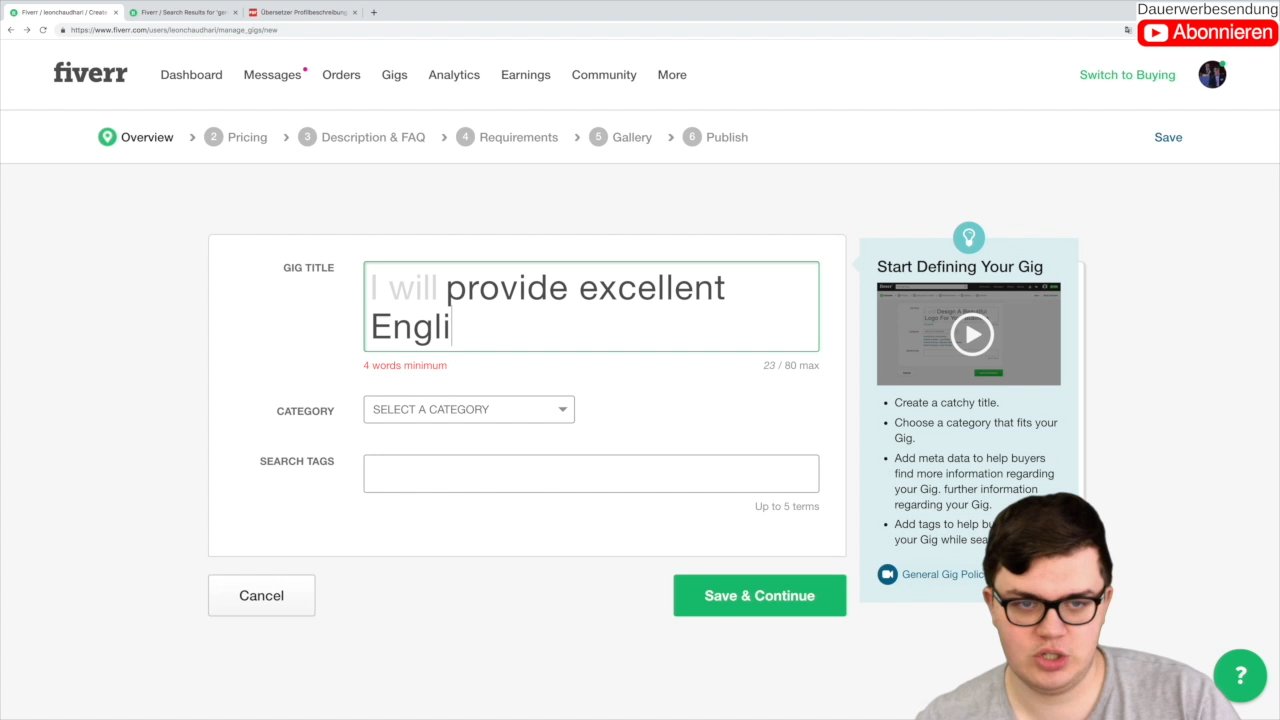 Fiverr / leonchaudhari / Create
Fiverr / Search Results for 'ge
Übersetzer Profilbeschreibung
Dauerwerbesendung
https://www.fiverr.com/users/leonchaudhari/manage_gigs/new
Abonnieren
fiverr
Dashboard Messages Orders Gigs Analytics Earnings Community More
Switch to Buying
Overview 2 Pricing 3 Description & FAQ 4 Requirements 5 Gallery 6 Publish
Save
GIG TITLE
I will provide excellent
Engli
4 words minimum
23 / 80 max
CATEGORY
SELECT A CATEGORY
SEARCH TAGS
Up to 5 terms
Cancel
Save & Continue
Start Defining Your Gig
Create a catchy title.
Choose a category that fits your
Gig.
Add meta data to help buyers
find more information regarding
your Gig. further information
regarding your Gig.
Add tags to help bu
your Gig while sea
General Gig Polic
?